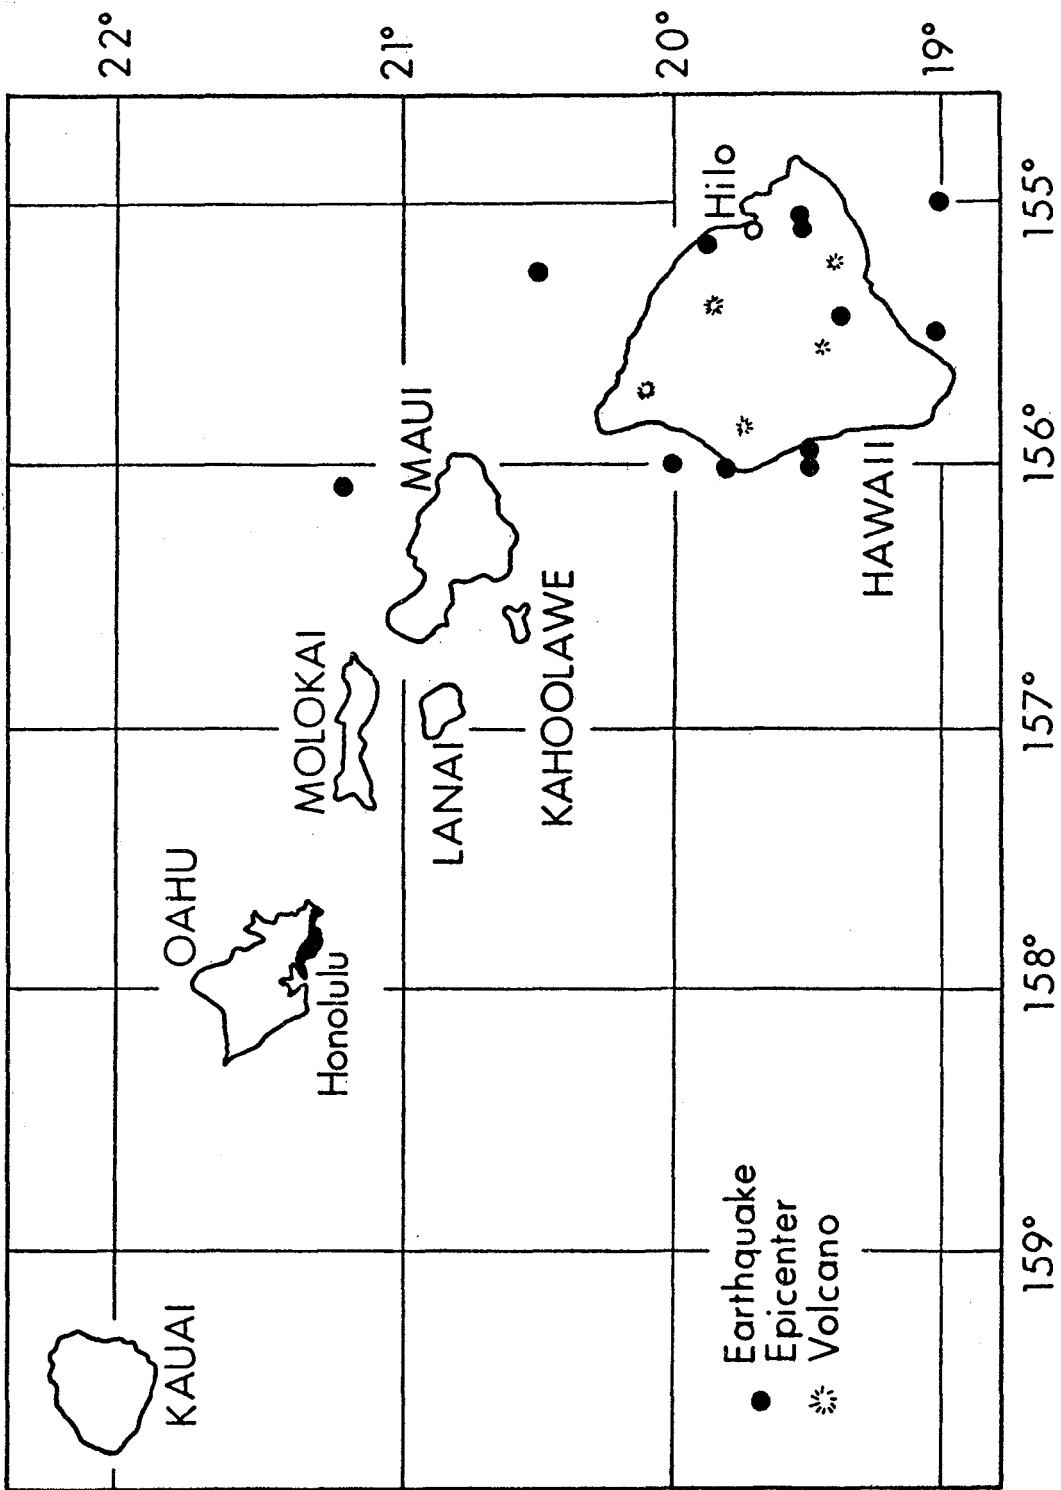 KAUAI
OAHU
Honolulu
MOLOKAI
LANAI
MAUI
KAHOOLAWE
HAWAII
Hilo
Earthquake
Epicenter
Volcano
22°
21°
20°
19°
159°
158°
157°
156°
155°